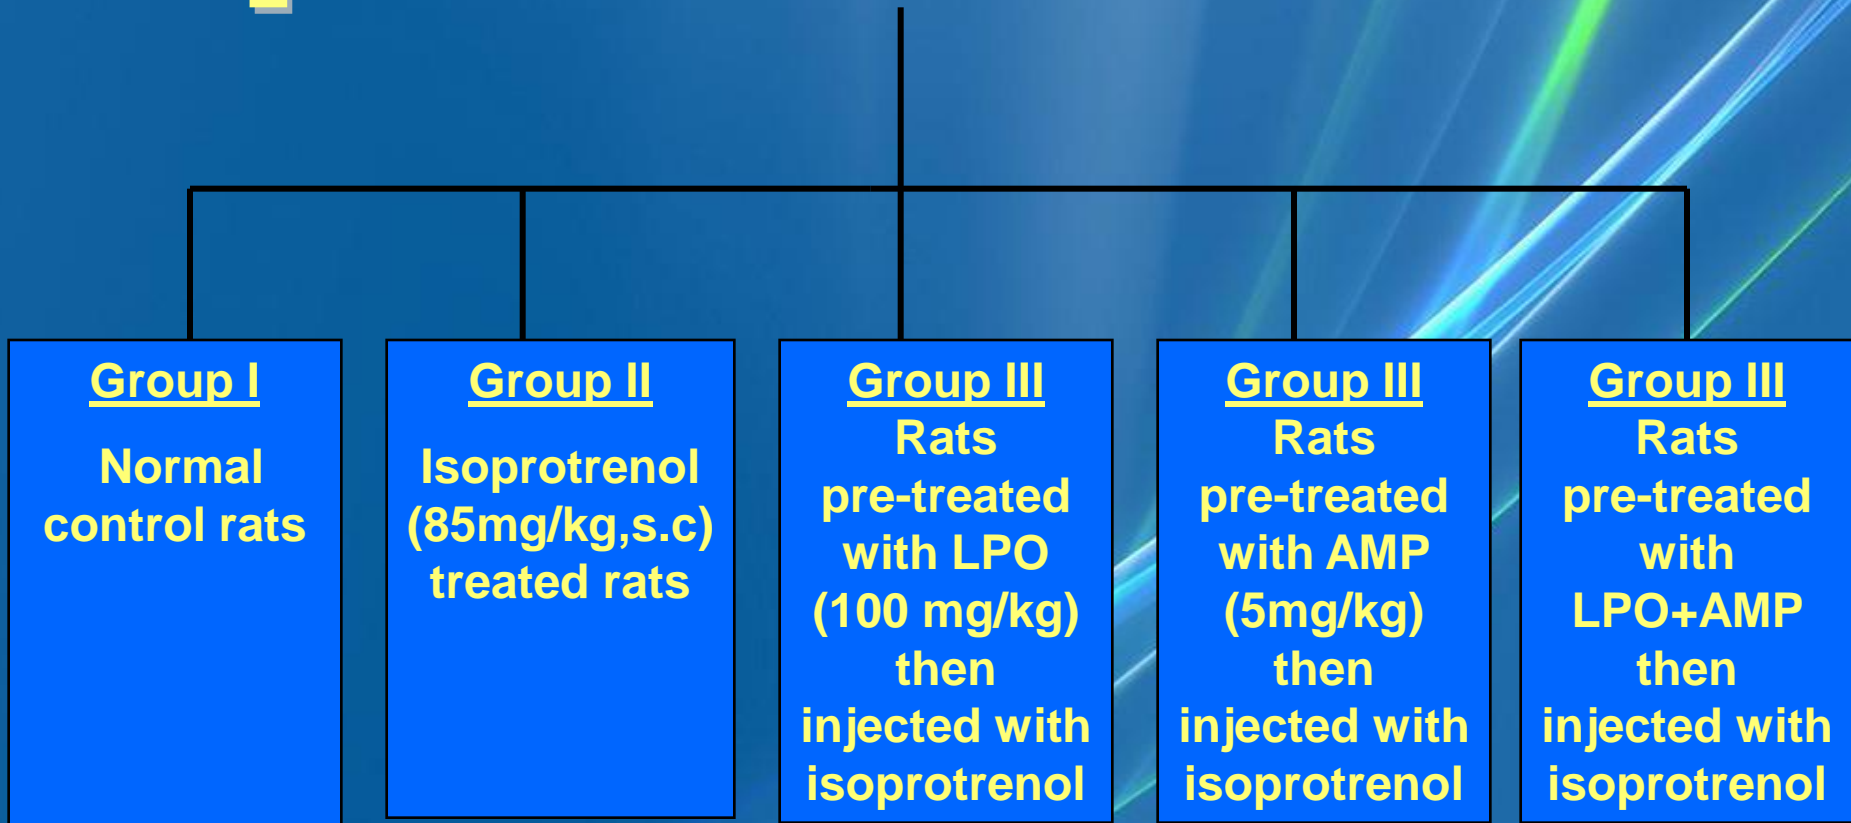 Group I
Normal
control rats
Group II
Isoprotrenol
(85mg/kg,s.c)
treated rats
Group III
Rats
pre-treated
with LPO
(100 mg/kg)
then
injected with
isoprotrenol
Group III
Rats
pre-treated
with AMP
(5mg/kg)
then
injected with
isoprotrenol
Group III
Rats
pre-treated
with
LPO+AMP
then
injected with
isoprotrenol